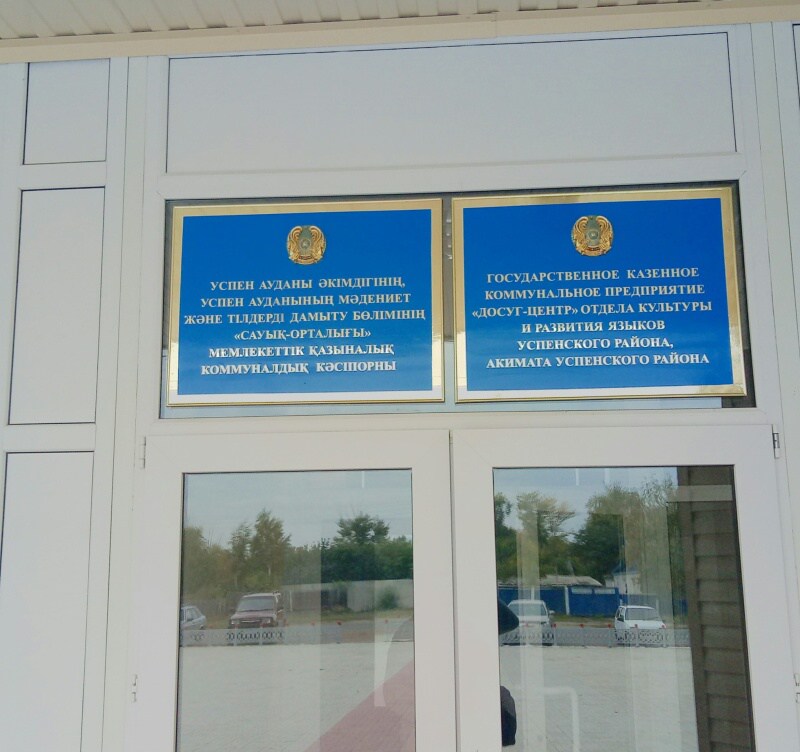 УСПЕН АУДАНЫ ӘКІМДІГІНІҢ,
УСПЕН АУДАНЫНЫҢ МӘДЕНИЕТ
ЖӘНЕ ТІЛДЕРДІ ДАМЫТУ БӨЛІМІНІҢ
«САУЫҚ-ОРТАЛЫҒЫ»
МЕМЛЕКЕТТІК ҚАЗЫНАЛЫҚ
КОММУНАЛДЫҚ КӘСІПОРНЫ
ГОСУДАРСТВЕННОЕ КАЗЕННОЕ
КОММУНАЛЬНОЕ ПРЕДПРИЯТИЕ
«ДОСУГ-ЦЕНТР» ОТДЕЛА КУЛЬТУРЫ
И РАЗВИТИЯ ЯЗЫКОВ
УСПЕНСКОГО РАЙОНА,
АКИМАТА УСПЕНСКОГО РАЙОНА